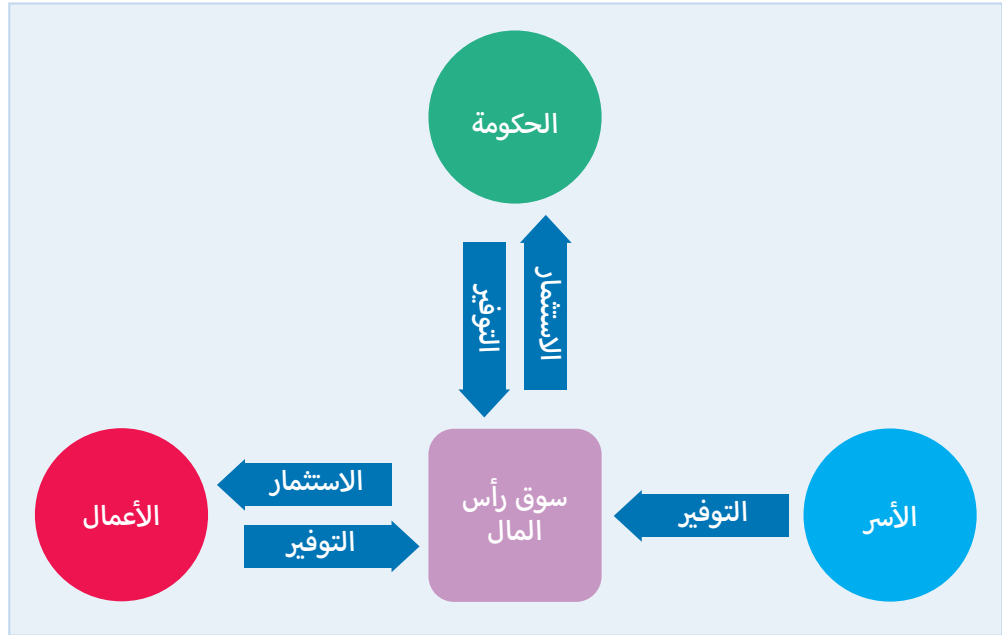 الحكومة
الاستثمار
التوفير
الأسر
التوفير
سوق رأس
المال
الاستثمار
التوفير
الأعمال